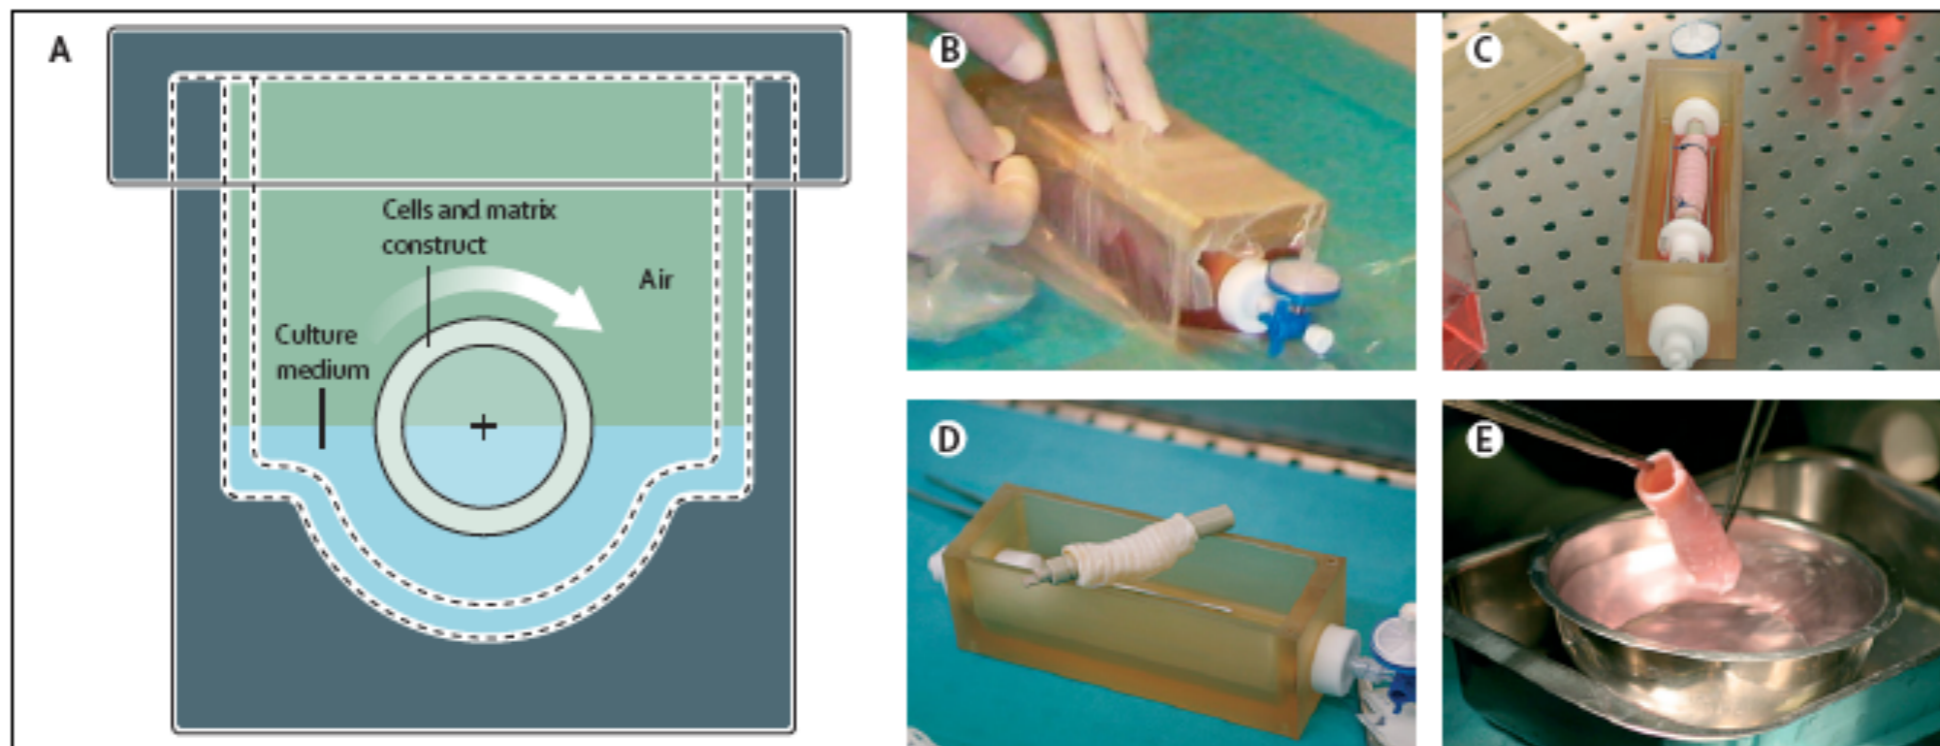 A
Cells and matrix
construct
Air
Culture
medium
B
C
D
E